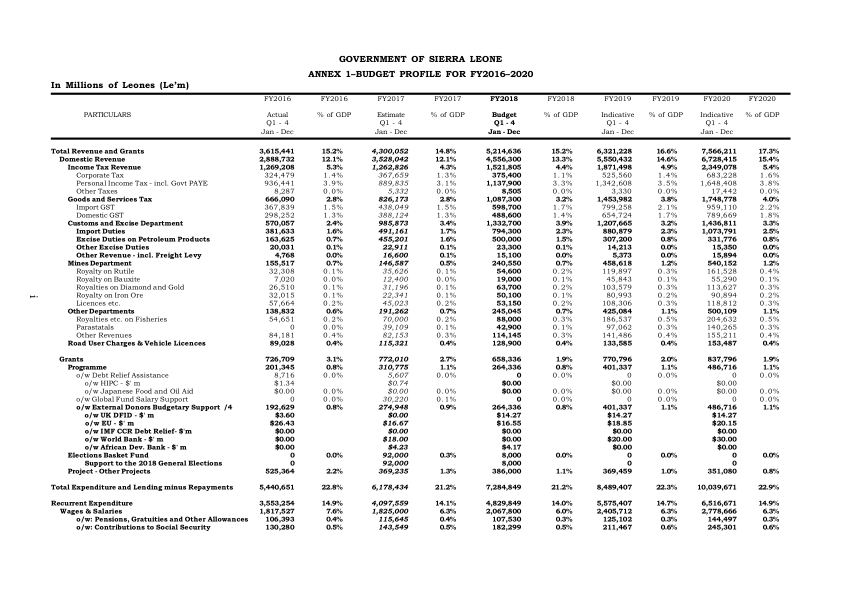 GOVERNMENT OF SIERRA LEONE
ANNEX 1–BUDGET PROFILE FOR FY2016–2020
In Millions of Leones (Le'm)
FY2016 FY2016 FY2017 FY2017 FY2018 FY2018 FY2019 FY2019 FY2020 FY2020
PARTICULARS Actual % of GDP Estimate % of GDP Budget % of GDP Indicative % of GDP Indicative % of GDP
Q1 - 4 Q1 - 4 Q1 - 4 Q1 - 4 Q1 - 4
Jan - Dec Jan - Dec Jan - Dec Jan - Dec Jan - Dec
Total Revenue and Grants 3,615,441 15.2% 4,300,052 14.8% 5,214,636 15.2% 6,321,228 16.6% 7,566,211 17.3%
Domestic Revenue 2,888,732 12.1% 3,528,042 12.1% 4,556,300 13.3% 5,550,432 14.6% 6,728,415 15.4%
Income Tax Revenue 1,269,208 5.3% 1,262,826 4.3% 1,521,805 4.4% 1,871,498 4.9% 2,349,078 5.4%
Corporate Tax 324,479 1.4% 367,659 1.3% 375,400 1.1% 525,560 1.4% 683,228 1.6%
Personal Income Tax - incl. Govt PAYE 936,441 3.9% 889,835 3.1% 1,137,900 3.3% 1,342,608 3.5% 1,648,408 3.8%
Other Taxes 8,287 0.0% 5,332 0.0% 8,505 0.0% 3,330 0.0% 17,442 0.0%
Goods and Services Tax 666,090 2.8% 826,173 2.8% 1,087,300 3.2% 1,453,982 3.8% 1,748,778 4.0%
Import GST 367,839 1.5% 438,049 1.5% 598,700 1.7% 799,258 2.1% 959,110 2.2%
Domestic GST 298,252 1.3% 388,124 1.3% 488,600 1.4% 654,724 1.7% 789,669 1.8%
Customs and Excise Department 570,057 2.4% 985,873 3.4% 1,332,700 3.9% 1,207,665 3.2% 1,436,811 3.3%
Import Duties 381,633 1.6% 491,161 1.7% 794,300 2.3% 880,879 2.3% 1,073,791 2.5%
Excise Duties on Petroleum Products 163,625 0.7% 455,201 1.6% 500,000 1.5% 307,200 0.8% 331,776 0.8%
Other Excise Duties 20,031 0.1% 22,911 0.1% 23,300 0.1% 14,213 0.0% 15,350 0.0%
Other Revenue - incl. Freight Levy 4,768 0.0% 16,600 0.1% 15,100 0.0% 5,373 0.0% 15,894 0.0%
Mines Department 155,517 0.7% 146,587 0.5% 240,550 0.7% 458,618 1.2% 540,152 1.2%
Royalty on Rutile 32,308 0.1% 35,626 0.1% 54,600 0.2% 119,897 0.3% 161,528 0.4%
Royalty on Bauxite 7,020 0.0% 12,400 0.0% 19,000 0.1% 45,843 0.1% 55,290 0.1%
Royalties on Diamond and Gold 26,510 0.1% 31,196 0.1% 63,700 0.2% 103,579 0.3% 113,627 0.3%
Royalty on Iron Ore 32,015 0.1% 22,341 0.1% 50,100 0.1% 80,993 0.2% 90,894 0.2%
Licences etc. 57,664 0.2% 45,023 0.2% 53,150 0.2% 108,306 0.3% 118,812 0.3%
Other Departments 138,832 0.6% 191,262 0.7% 245,045 0.7% 425,084 1.1% 500,109 1.1%
Royalties etc. on Fisheries 54,651 0.2% 70,000 0.2% 88,000 0.3% 186,537 0.5% 204,632 0.5%
Parastatals 0 0.0% 39,109 0.1% 42,900 0.1% 97,062 0.3% 140,265 0.3%
Other Revenues 84,181 0.4% 82,153 0.3% 114,145 0.3% 141,486 0.4% 155,211 0.4%
Road User Charges & Vehicle Licences 89,028 0.4% 115,321 0.4% 128,900 0.4% 133,585 0.4% 153,487 0.4%
Grants 726,709 3.1% 772,010 2.7% 658,336 1.9% 770,796 2.0% 837,796 1.9%
Programme 201,345 0.8% 310,775 1.1% 264,336 0.8% 401,337 1.1% 486,716 1.1%
o/w Debt Relief Assistance 8,716 0.0% 5,607 0.0% 0 0.0% 0 0.0% 0 0.0%
o/w HIPC - $' m $1.34 $0.74 $0.00 $0.00 $0.00
o/w Japanese Food and Oil Aid $0.00 0.0% $0.00 0.0% $0.00 0.0% $0.00 0.0% $0.00 0.0%
o/w Global Fund Salary Support 0 0.0% 30,220 0.1% 0 0.0% 0 0.0% 0 0.0%
o/w External Donors Budgetary Support /4 192,629 0.8% 274,948 0.9% 264,336 0.8% 401,337 1.1% 486,716 1.1%
o/w UK DFID - $' m $3.60 $0.00 $14.27 $14.27 $14.27
o/w EU - $' m $26.43 $16.67 $16.55 $18.85 $20.15
o/w IMF CCR Debt Relief- $'m $0.00 $0.00 $0.00 $0.00 $0.00
o/w World Bank - $' m $0.00 $18.00 $0.00 $20.00 $30.00
o/w African Dev. Bank - $' m $0.00 $4.23 $4.17 $0.00 $0.00
Elections Basket Fund 0 0.0% 92,000 0.3% 8,000 0.0% 0 0.0% 0 0.0%
Support to the 2018 General Elections 0 92,000 8,000 0 0
Project - Other Projects 525,364 2.2% 369,235 1.3% 386,000 1.1% 369,459 1.0% 351,080 0.8%
Total Expenditure and Lending minus Repayments 5,440,651 22.8% 6,178,434 21.2% 7,284,849 21.2% 8,489,407 22.3% 10,039,671 22.9%
Recurrent Expenditure 3,553,254 14.9% 4,097,559 14.1% 4,829,849 14.0% 5,575,407 14.7% 6,516,671 14.9%
Wages & Salaries 1,817,527 7.6% 1,825,000 6.3% 2,067,800 6.0% 2,405,712 6.3% 2,778,666 6.3%
o/w: Pensions, Gratuities and Other Allowances 106,393 0.4% 115,645 0.4% 107,530 0.3% 125,102 0.3% 144,497 0.3%
o/w: Contributions to Social Security 130,280 0.5% 143,549 0.5% 182,299 0.5% 211,467 0.6% 245,301 0.6%
1